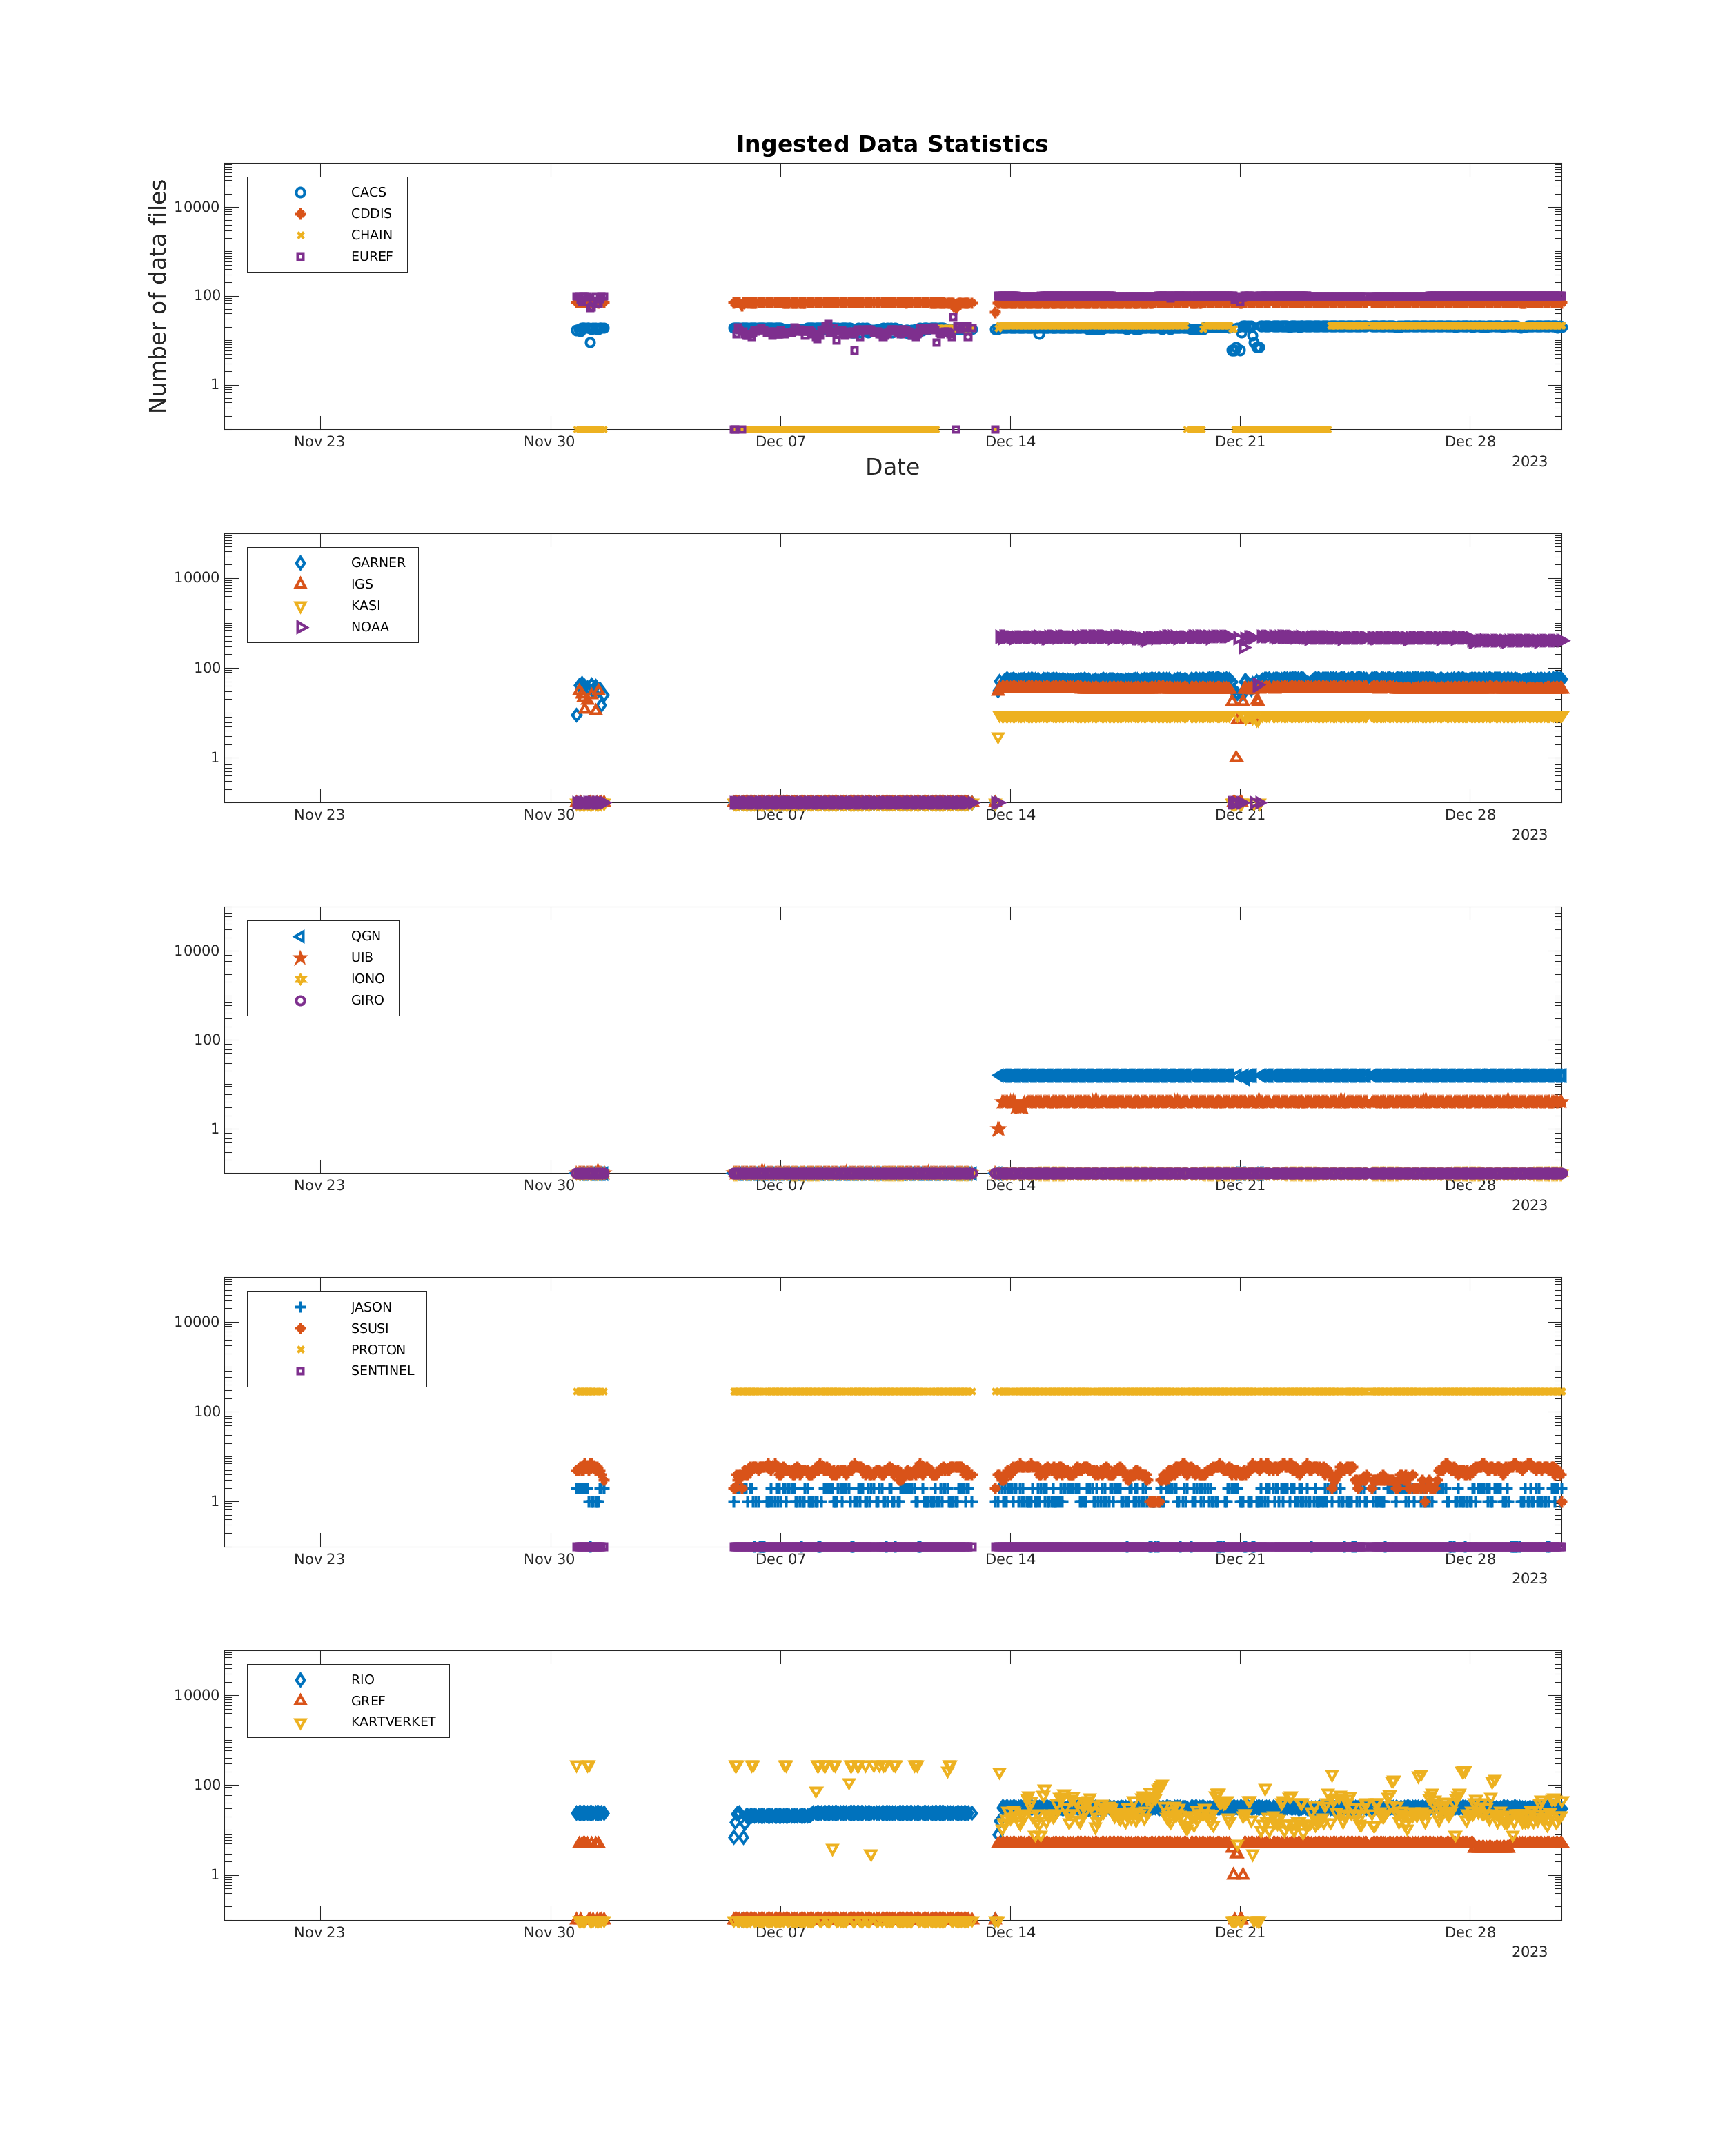 Ingested Data Statistics
Number of data files
CACS
CDDIS
CHAIN
EUREF
10000
100
1
Nov 23 Nov 30 Dec 07 Dec 14 Dec 21 Dec 28
2023
Date
GARNER
IGS
KASI
NOAA
10000
100
1
Nov 23 Nov 30 Dec 07 Dec 14 Dec 21 Dec 28
2023
QGN
UIB
IONO
GIRO
10000
100
1
Nov 23 Nov 30 Dec 07 Dec 14 Dec 21 Dec 28
2023
JASON
SSUSI
PROTON
SENTINEL
10000
100
1
Nov 23 Nov 30 Dec 07 Dec 14 Dec 21 Dec 28
2023
RIO
GREF
KARTVERKET
10000
100
1
Nov 23 Nov 30 Dec 07 Dec 14 Dec 21 Dec 28
2023